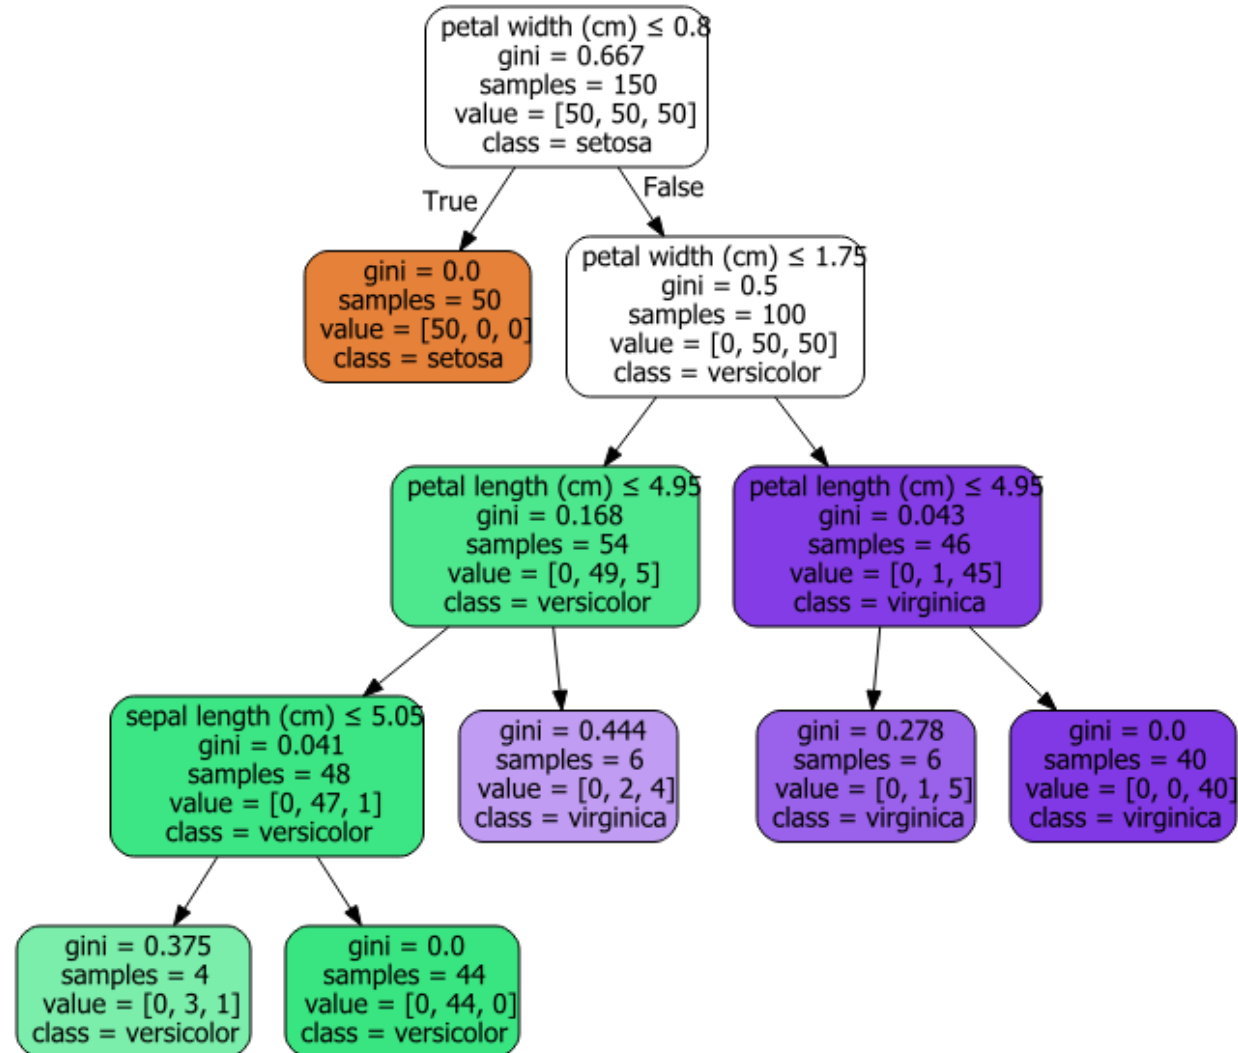 petal width (cm) ≤ 0.8
gini = 0.667
samples = 150
value = [50, 50, 50]
class = setosa
True
False
gini = 0.0
samples = 50
value = [50, 0, 0]
class = setosa
petal width (cm) ≤ 1.75
gini = 0.5
samples = 100
value = [0, 50, 50]
class = versicolor
petal length (cm) ≤ 4.95
gini = 0.168
samples = 54
value = [0, 49, 5]
class = versicolor
petal length (cm) ≤ 4.95
gini = 0.043
samples = 46
value = [0, 1, 45]
class = virginica
sepal length (cm) ≤ 5.05
gini = 0.041
samples = 48
value = [0, 47, 1]
class = versicolor
gini = 0.444
samples = 6
value = [0, 2, 4]
class = virginica
gini = 0.278
samples = 6
value = [0, 1, 5]
class = virginica
gini = 0.0
samples = 40
value = [0, 0, 40]
class = virginica
gini = 0.375
samples = 4
value = [0, 3, 1]
class = versicolor
gini = 0.0
samples = 44
value = [0, 44, 0]
class = versicolor